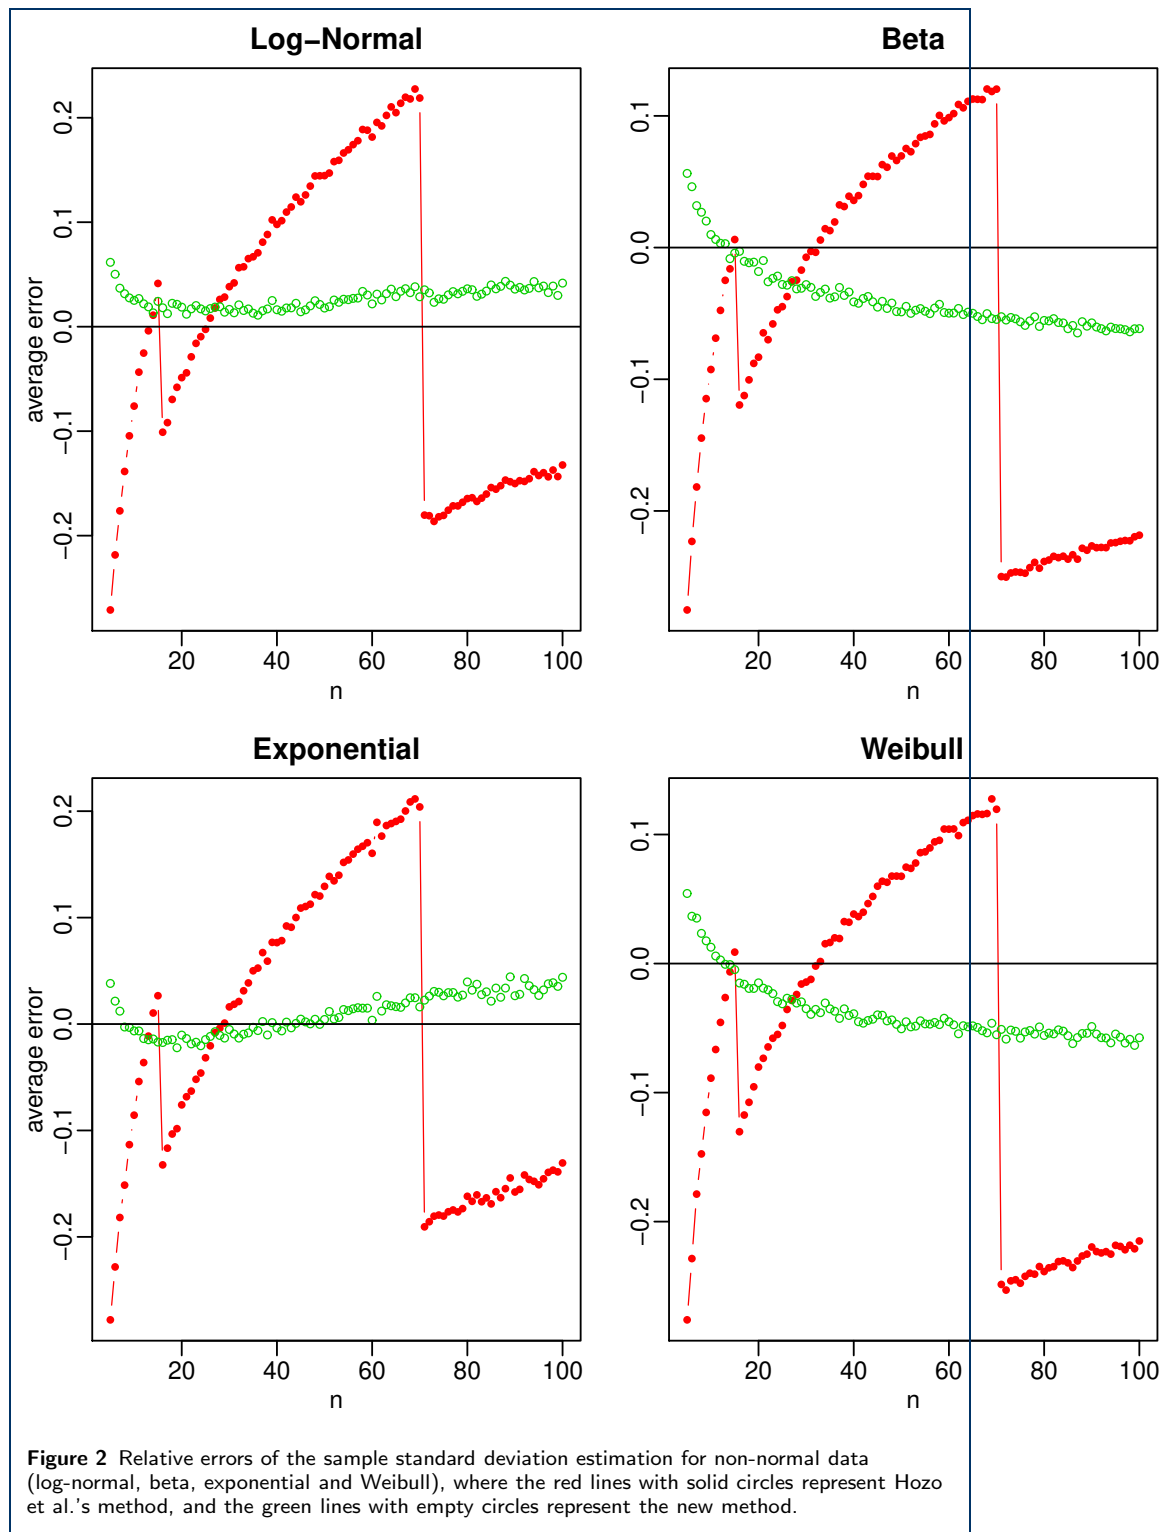 Log–Normal
average error
0.2
0.1
0.0
−0.1
−0.2
20 40 60 80 100
n
Beta
0.1
0.0
−0.1
−0.2
20 40 60 80 100
n
Exponential
average error
0.2
0.1
0.0
−0.1
−0.2
20 40 60 80 100
n
Weibull
0.1
0.0
−0.1
−0.2
20 40 60 80 100
n
Figure 2 Relative errors of the sample standard deviation estimation for non-normal data
(log-normal, beta, exponential and Weibull), where the red lines with solid circles represent Hozo
et al.'s method, and the green lines with empty circles represent the new method.